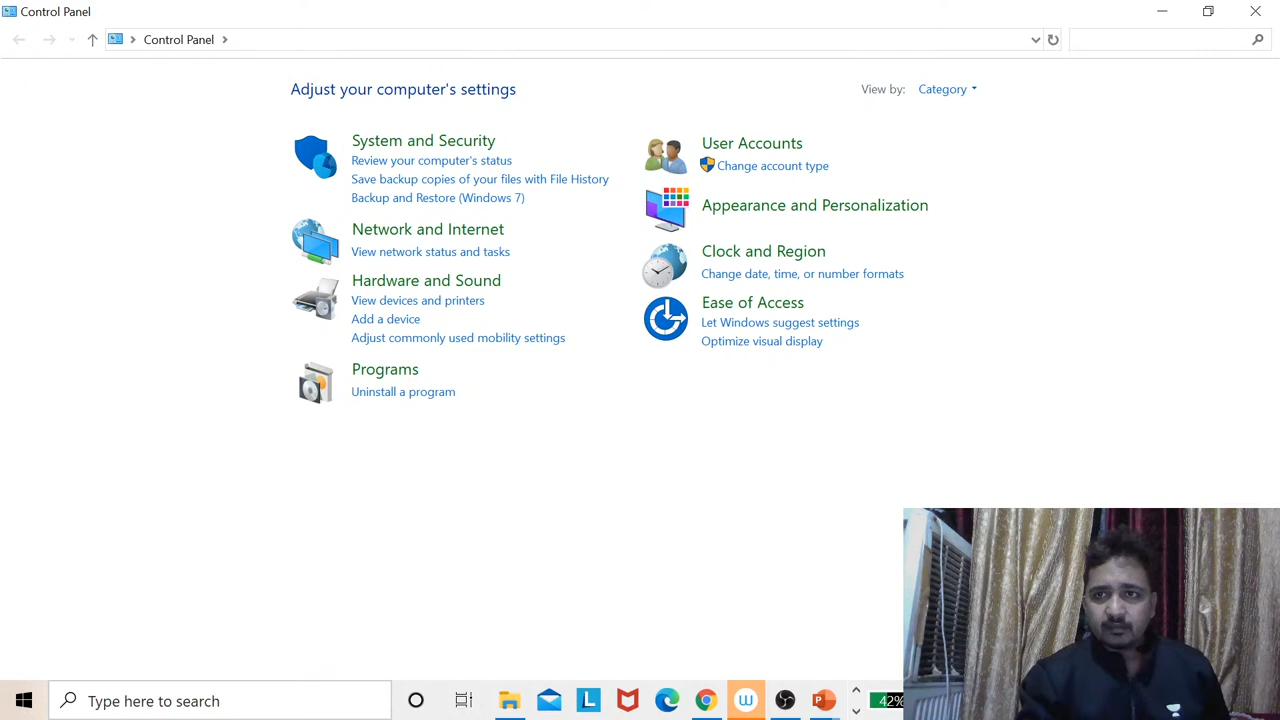 Control Panel
Control Panel
Adjust your computer's settings
View by: Category
System and Security
Review your computer's status
Save backup copies of your files with File History
Backup and Restore (Windows 7)
Network and Internet
View network status and tasks
Hardware and Sound
View devices and printers
Add a device
Adjust commonly used mobility settings
Programs
Uninstall a program
User Accounts
Change account type
Appearance and Personalization
Clock and Region
Change date, time, or number formats
Ease of Access
Let Windows suggest settings
Optimize visual display
Type here to search
L
W
P
42%